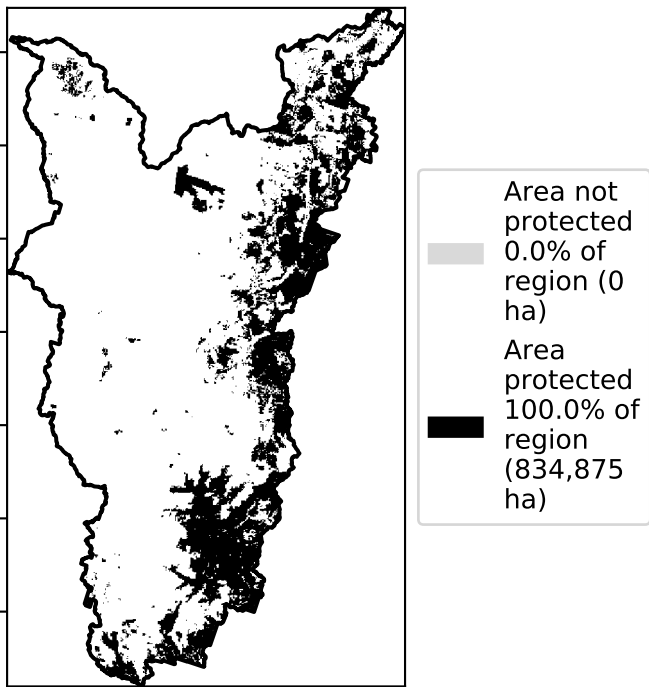 Area not
protected
0.0% of
region (0
ha)
Area
protected
100.0% of
region
(834,875
ha)